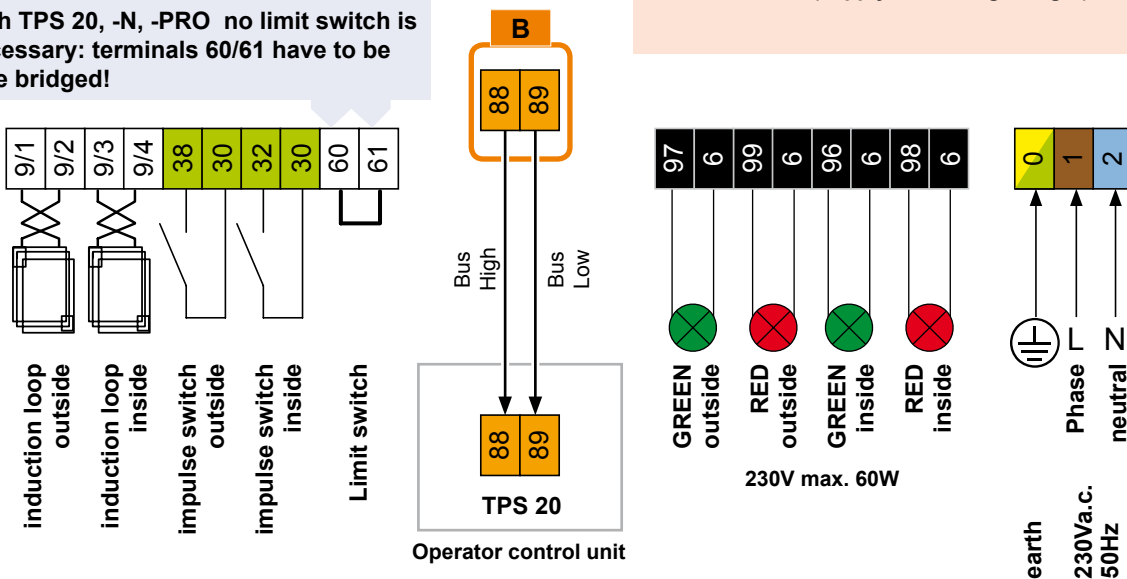 TPS 20, -N, -PRO no limit switch is
terminals 60/61 have to be
bridged!
B
88 89
9/1 9/2 9/3 9/4 38 30 32 30 60 61
97 6 99 6 96 6 98 6
0 1 2
Bus
High
Bus
Low
L N
induction loop
outside
induction loop
inside
impulse switch
outside
impulse switch
inside
Limit switch
88 89
TPS 20
Operator control unit
GREEN
outside
RED
outside
GREEN
inside
RED
inside
230V max. 60W
Phase
neutral
earth
230Va.c.
50Hz